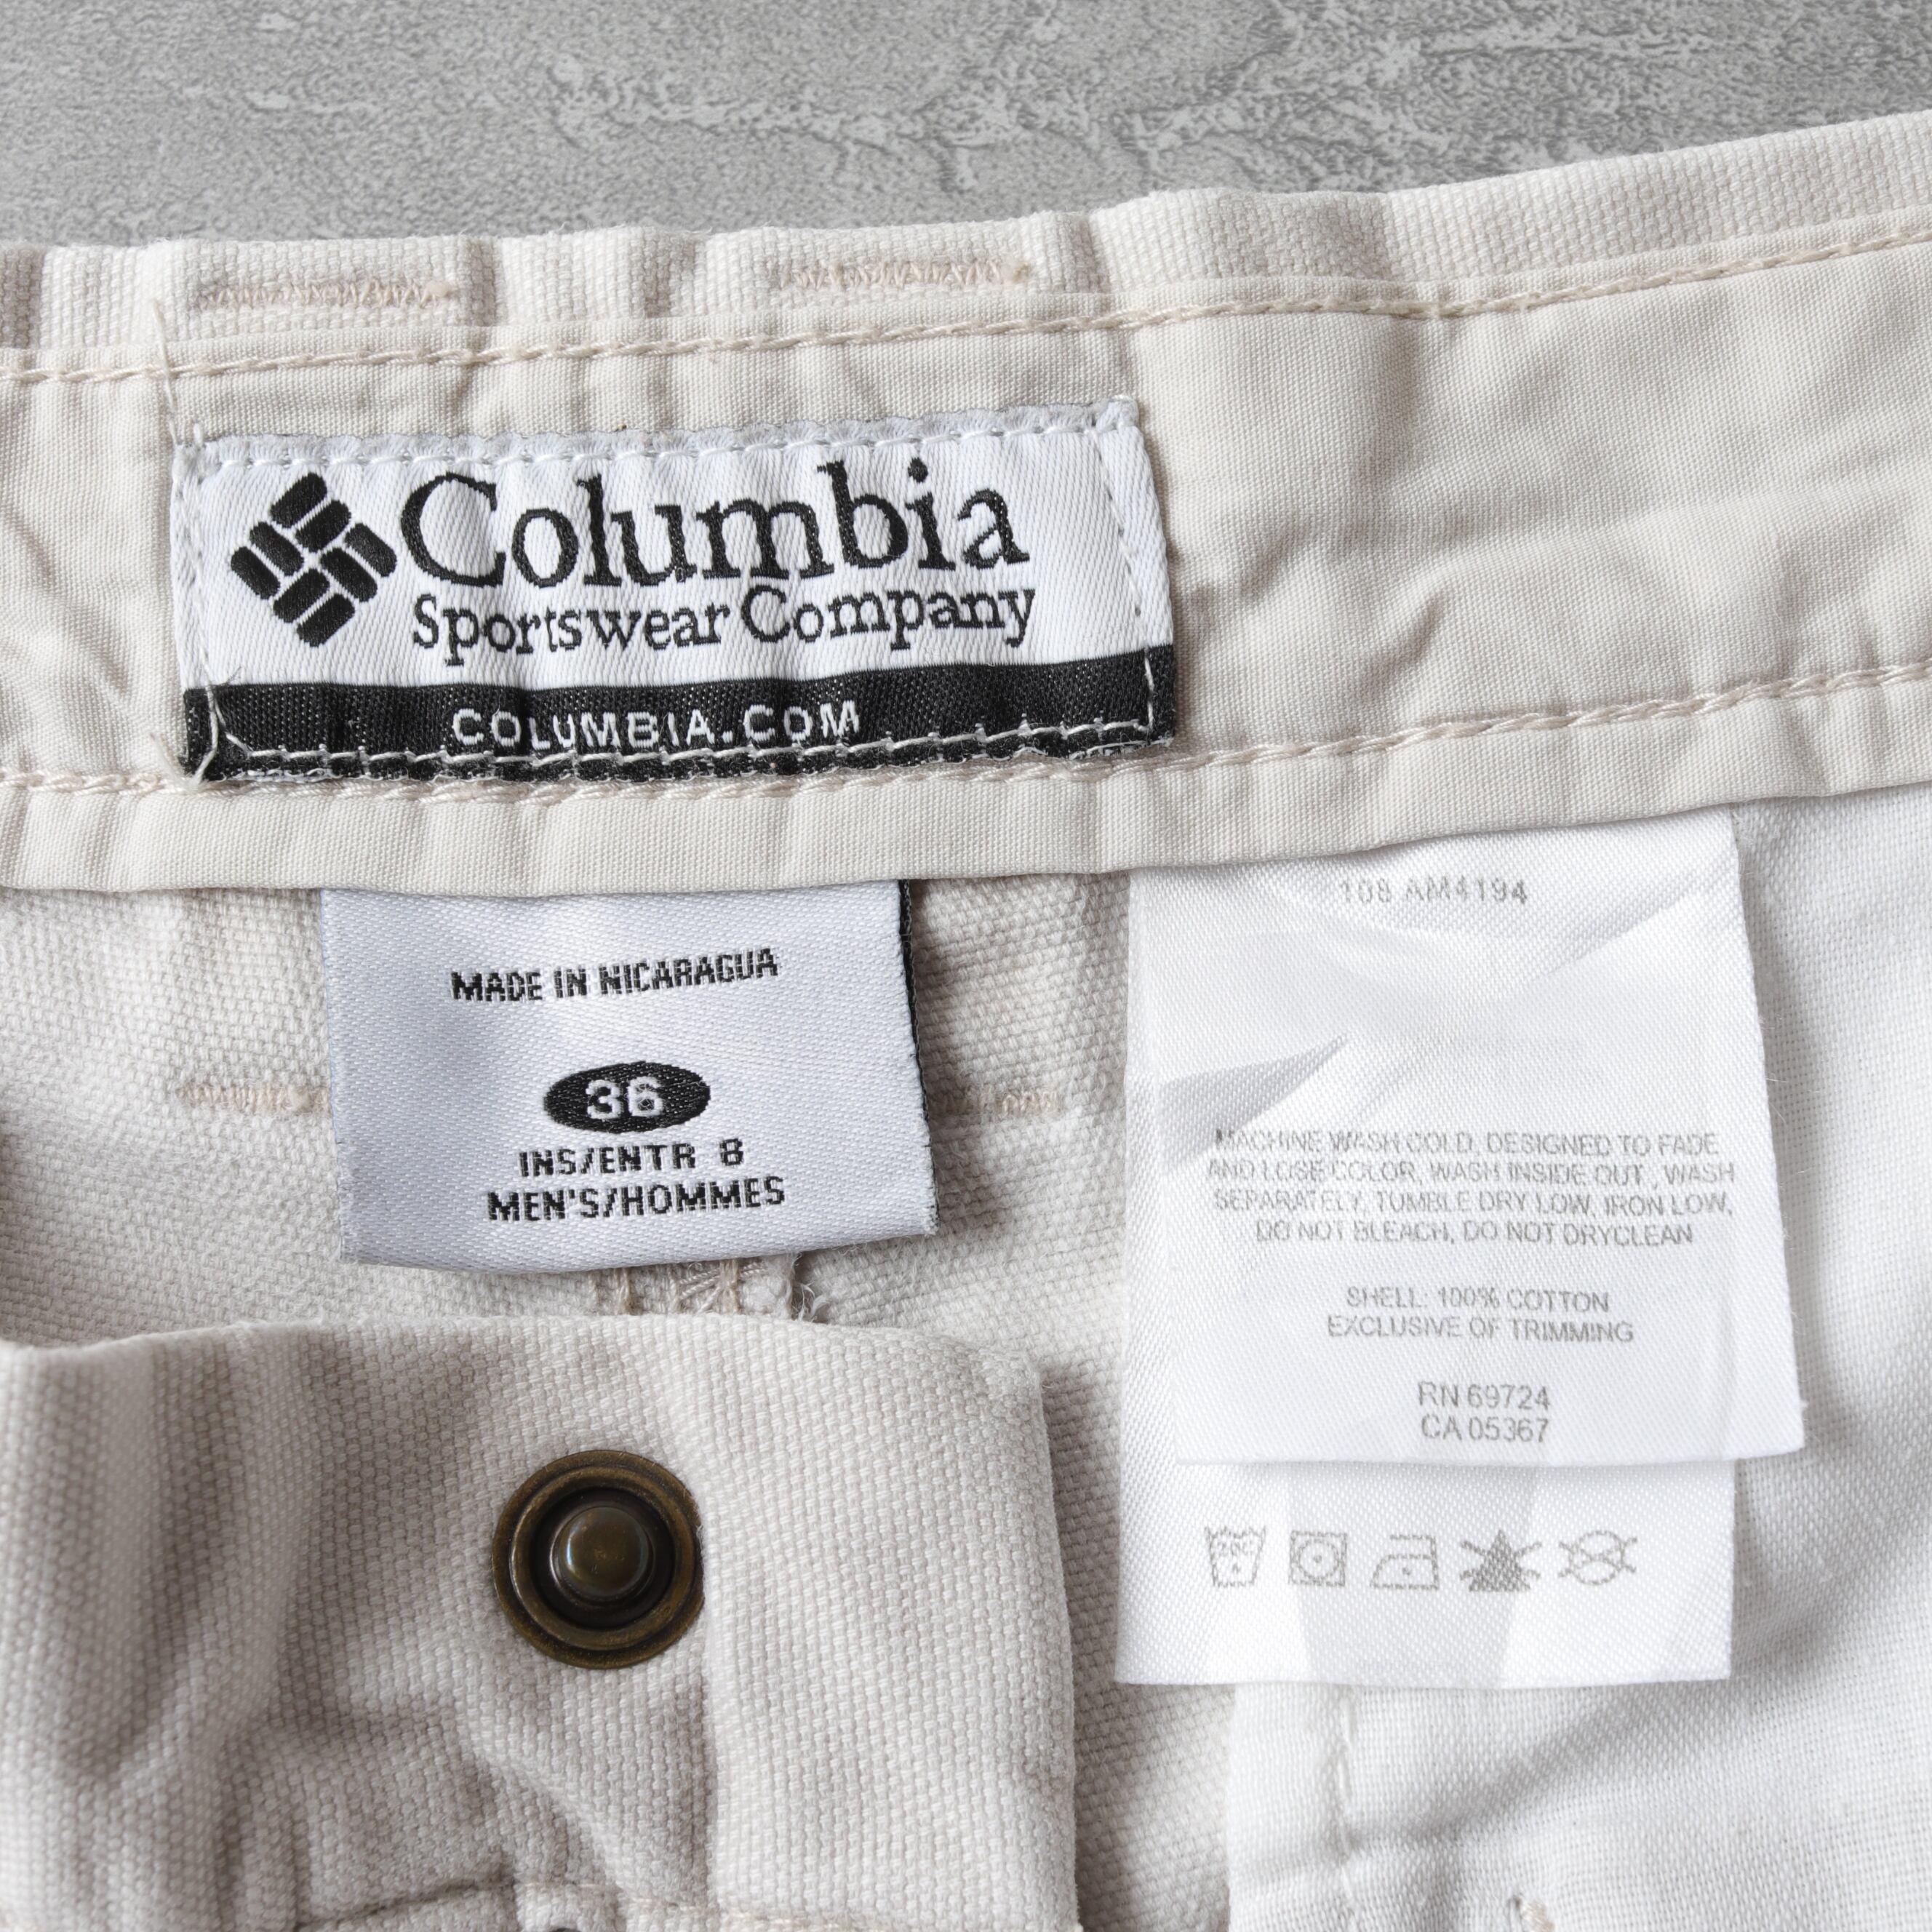 Columbia
Sportswear Company
COLUMBIA.COM
MADE IN NICARAGUA
36
INS/ENTR 8
MEN'S/HOMMES
108 AM4194
MACHINE WASH COLD, DESIGNED TO FADE
AND LOSE COLOR, WASH INSIDE OUT , WASH
SEPARATELY, TUMBLE DRY LOW, IRON LOW,
DO NOT BLEACH, DO NOT DRYCLEAN
SHELL: 100% COTTON
EXCLUSIVE OF TRIMMING
RN 69724
CA 05367
20C